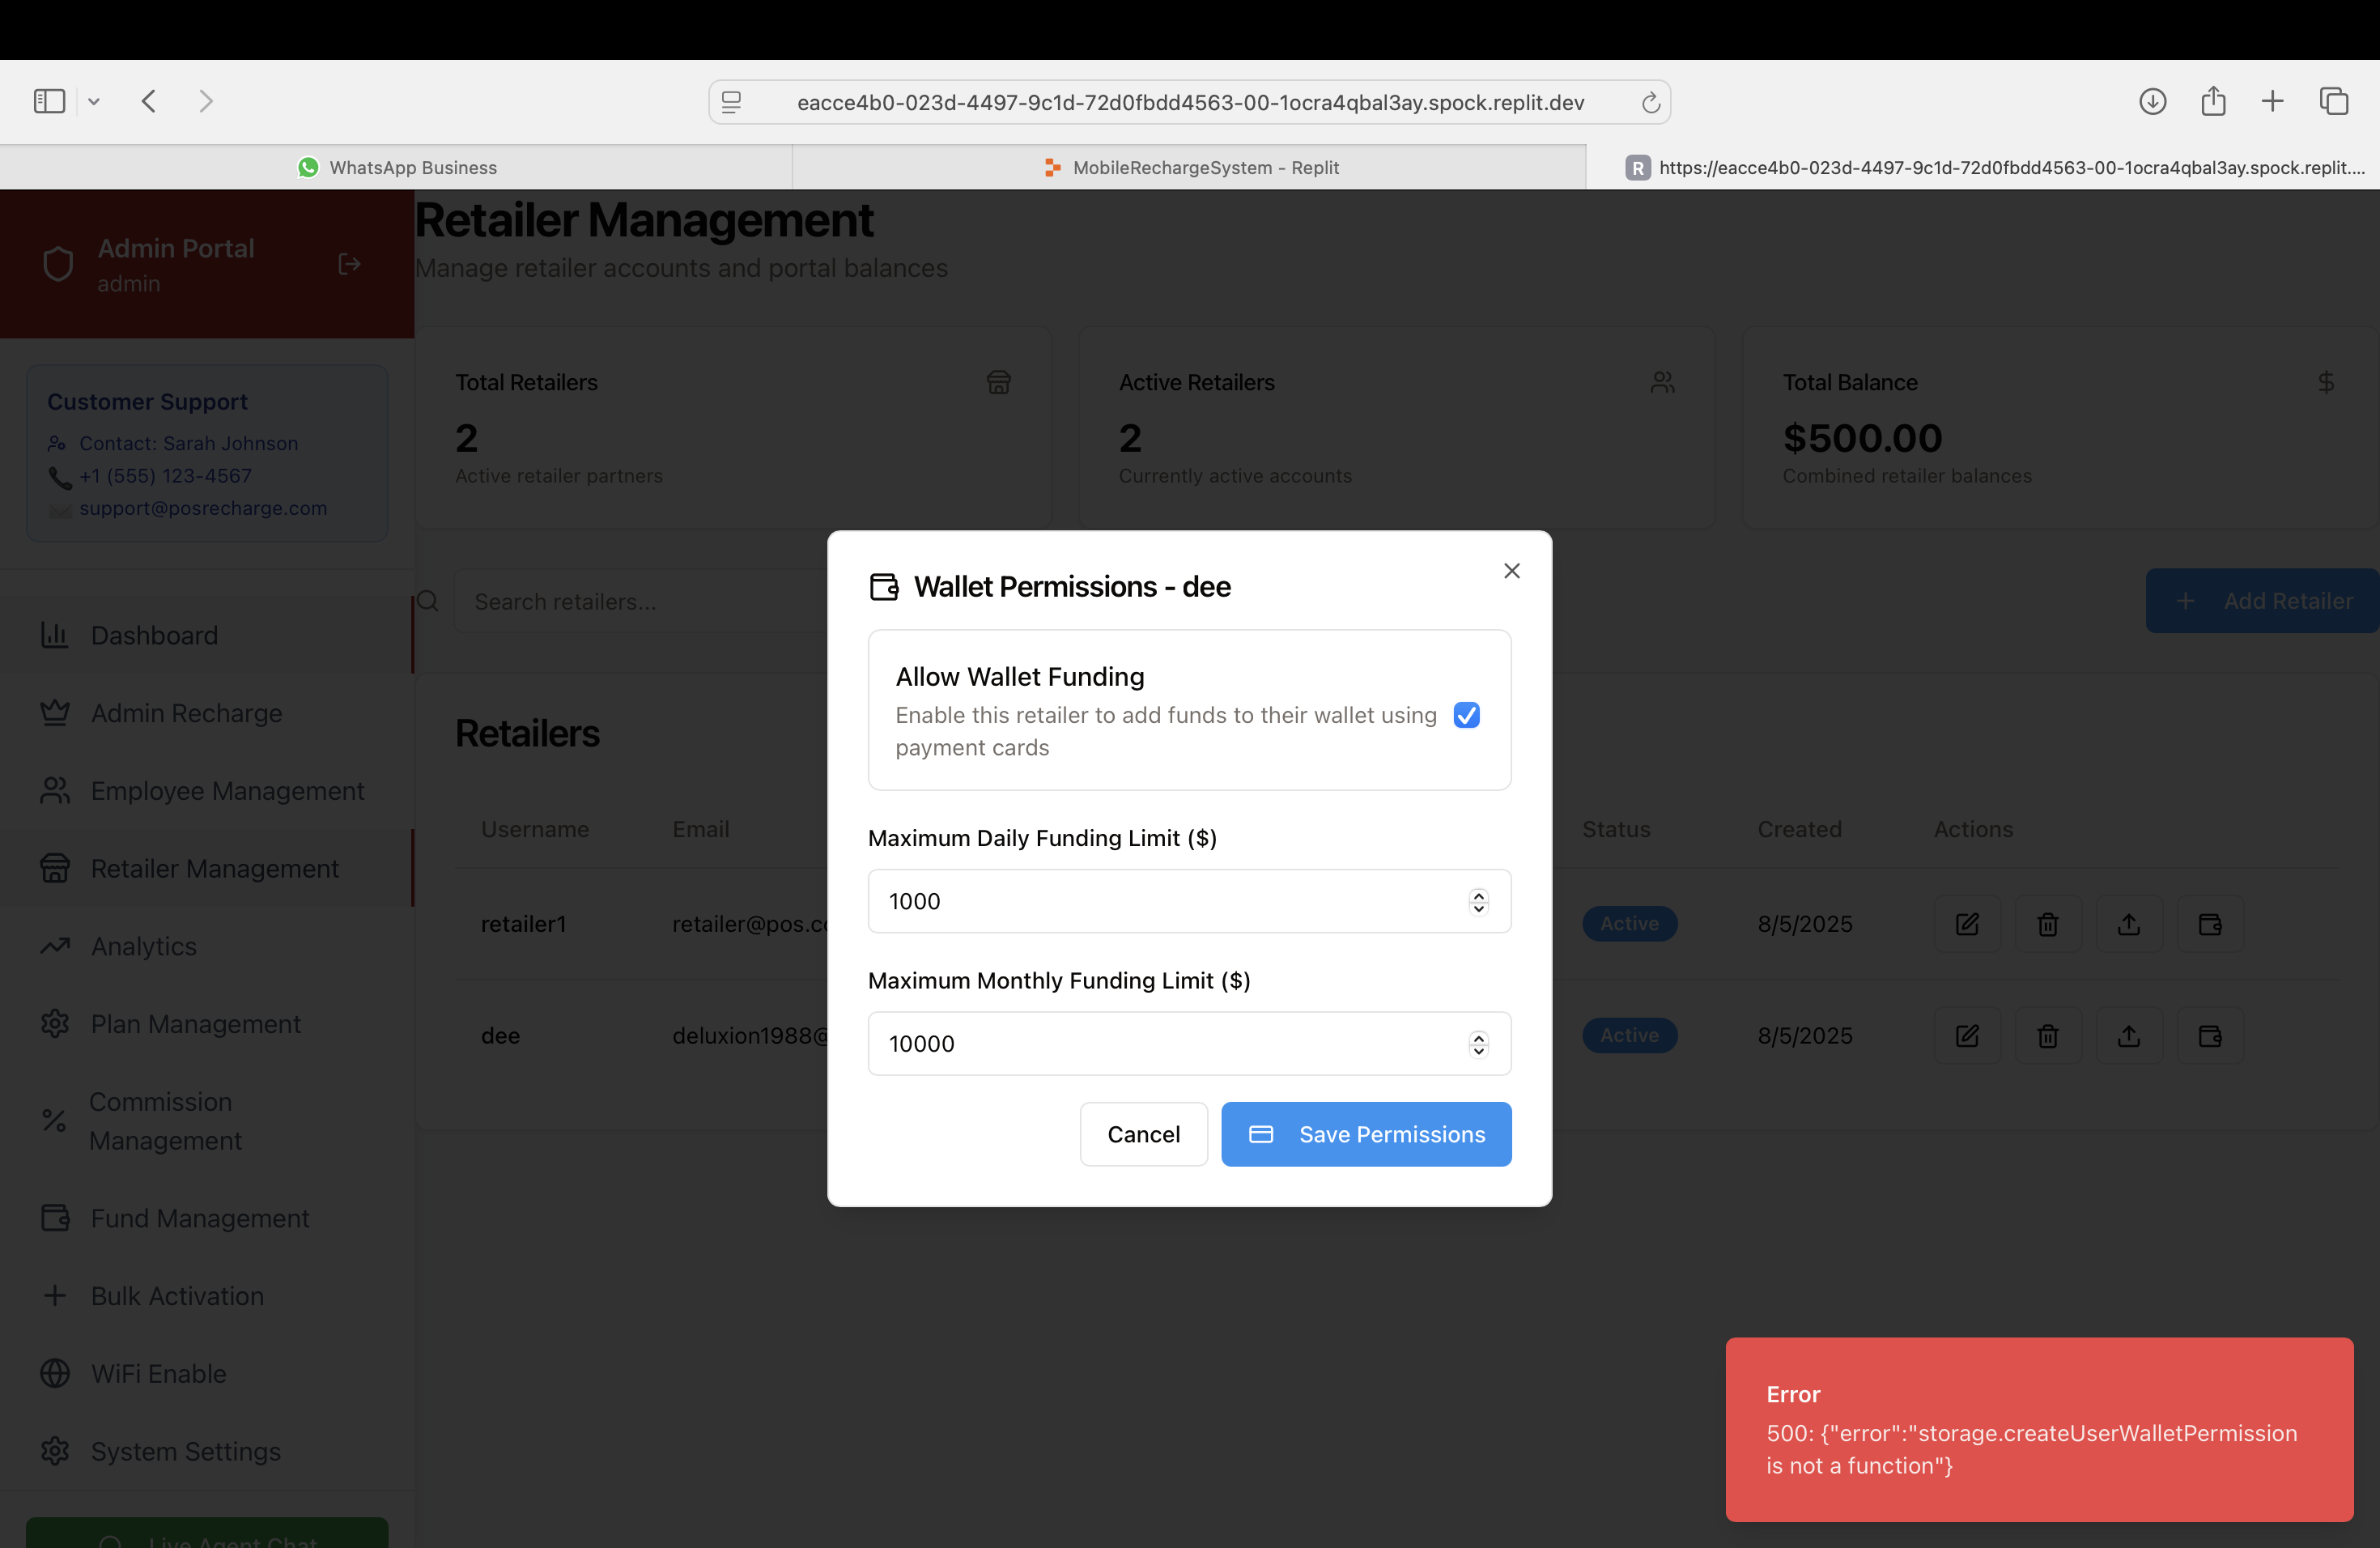 eacce4b0-023d-4497-9c1d-72d0fbdd4563-00-1ocra4qbal3ay.spock.replit.dev
WhatsApp Business
MobileRechargeSystem - Replit
R
https://eacce4b0-023d-4497-9c1d-72d0fbdd4563-00-1ocra4qbal3ay.spock.replit....
Admin Portal
admin
Customer Support
Contact: Sarah Johnson
+1 (555) 123-4567
support@posrecharge.com
Dashboard
Admin Recharge
Employee Management
Retailer Management
Analytics
Plan Management
Commission
Management
Fund Management
Bulk Activation
WiFi Enable
System Settings
Live Agent Chat
Retailer Management
Manage retailer accounts and portal balances
Total Retailers
2
Active retailer partners
Active Retailers
2
Currently active accounts
Total Balance
$500.00
Combined retailer balances
Search retailers...
Add Retailer
Retailers
Username Email Status Created Actions
retailer1 retailer@pos.co Active 8/5/2025
dee deluxion1988@ Active 8/5/2025
Wallet Permissions - dee
Allow Wallet Funding
Enable this retailer to add funds to their wallet using
payment cards
Maximum Daily Funding Limit ($)
1000
Maximum Monthly Funding Limit ($)
10000
Cancel
Save Permissions
Error
500: {"error":"storage.createUserWalletPermission
is not a function"}